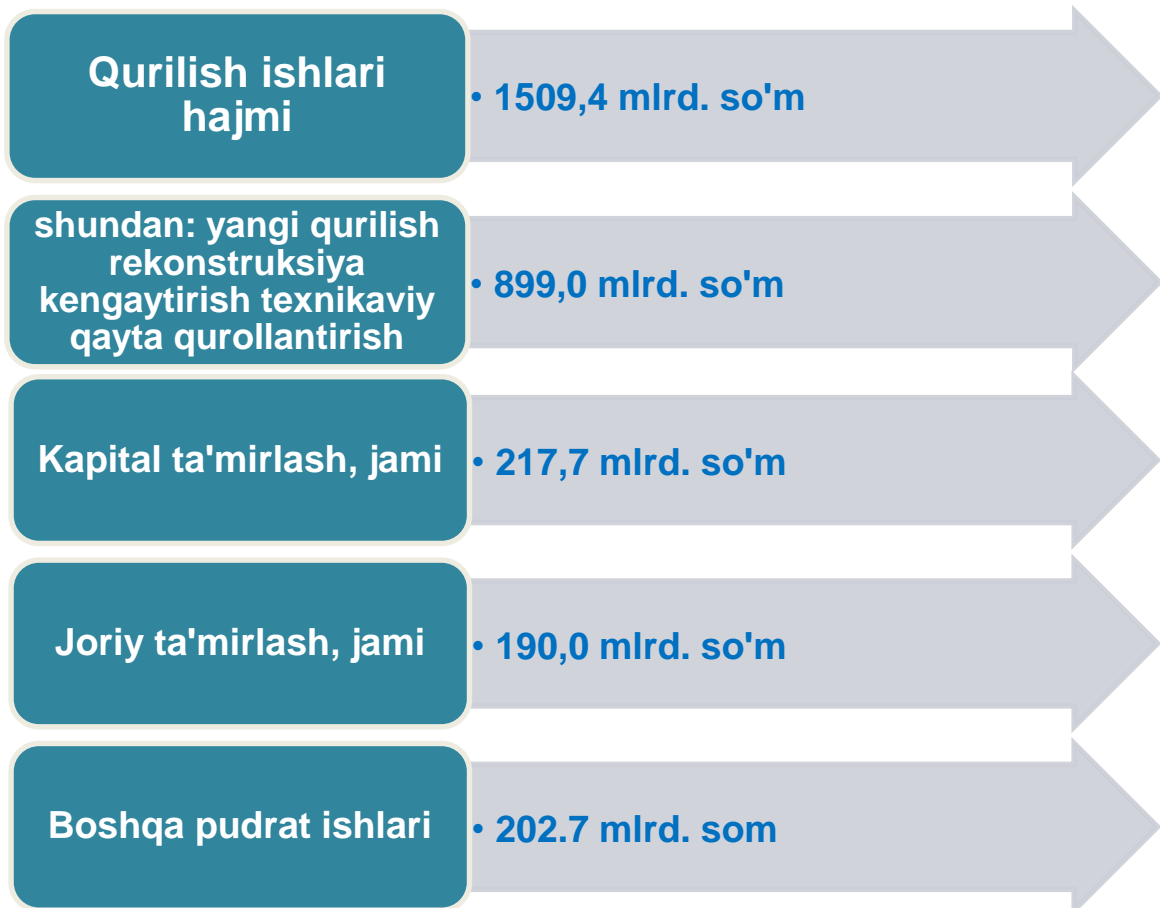 Qurilish ishlari
hajmi
• 1509,4 mlrd. so'm
shundan: yangi qurilish
rekonstruksiya
kengaytirish texnikaviy
qayta qurollantirish
• 899,0 mlrd. so'm
Kapital ta'mirlash, jami
• 217,7 mlrd. so'm
Joriy ta'mirlash, jami
• 190,0 mlrd. so'm
Boshqa pudrat ishlari
• 202.7 mlrd. som